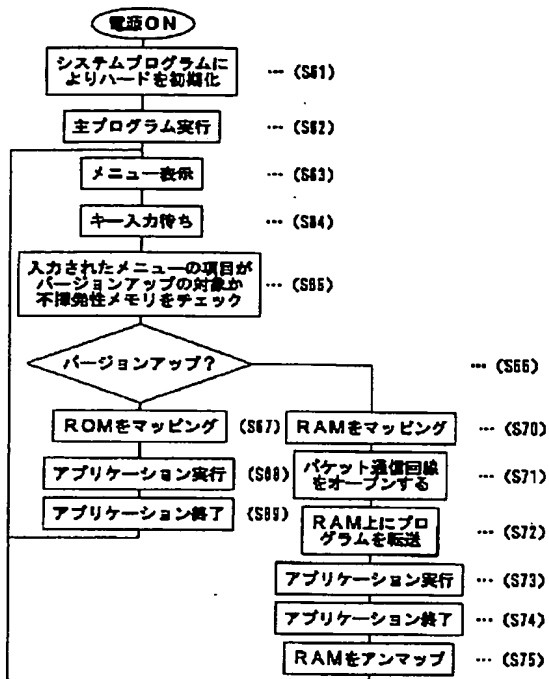 電源ON
システムプログラムに
よりハードを初期化 … (S61)
主プログラム実行 … (S62)
メニュー表示 … (S63)
キー入力待ち … (S64)
入力されたメニューの項目が
バージョンアップの対象か
不揮発性メモリをチェック … (S65)
バージョンアップ? … (S66)
ROMをマッピング (S67)
アプリケーション実行 (S68)
アプリケーション終了 (S69)
RAMをマッピング … (S70)
パケット通信回線
をオープンする … (S71)
RAM上にプロ
グラムを転送 … (S72)
アプリケーション実行 … (S73)
アプリケーション終了 … (S74)
RAMをアンマップ … (S75)